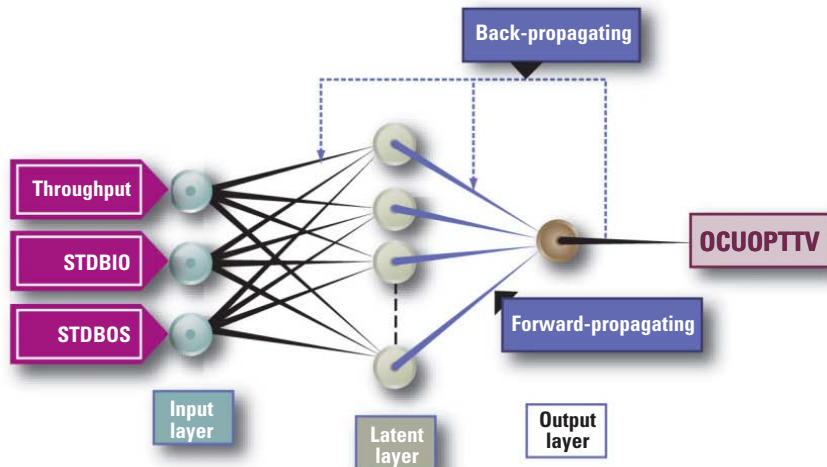 Back-propagating
Throughput
STDBIO
STDBOS
OCUOPTTV
Forward-propagating
Input
layer
Latent
layer
Output
layer